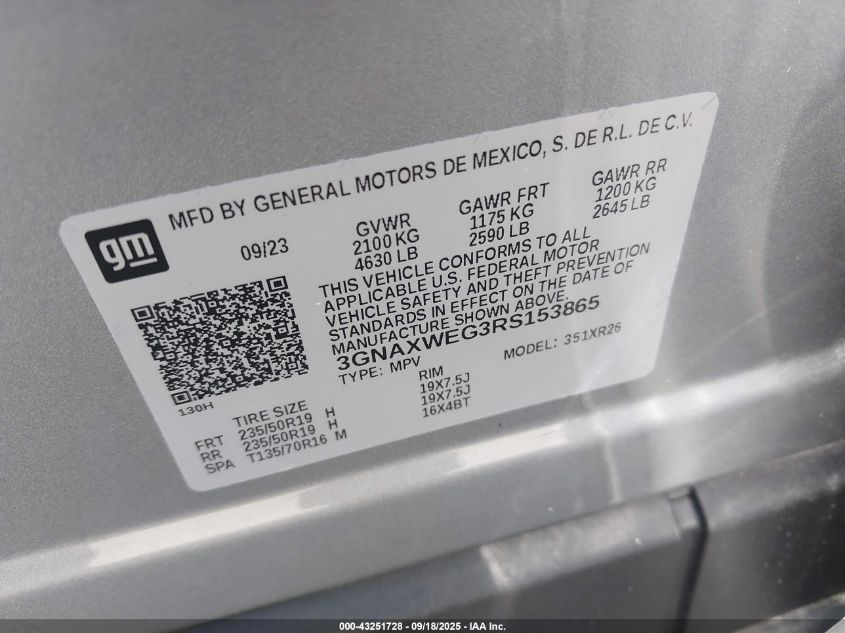 gm
MFD BY GENERAL MOTORS DE MEXICO, S. DE R.L. DE C.V.
09/23
GVWR GAWR FRT GAWR RR
2100 KG 1175 KG 1200 KG
4630 LB 2590 LB 2645 LB
THIS VEHICLE CONFORMS TO ALL
APPLICABLE U.S. FEDERAL MOTOR
VEHICLE SAFETY AND THEFT PREVENTION
STANDARDS IN EFFECT ON THE DATE OF
MANUFACTURE SHOWN ABOVE.
3GNAXWEG3RS153865
TYPE: MPV MODEL: 351XR26
130H
TIRE SIZE RIM
FRT 235/50R19 H 19X7.5J
RR 235/50R19 H 19X7.5J
SPA T135/70R16 M 16X4BT
000-43251728 - 09/18/2025 - IAA Inc.